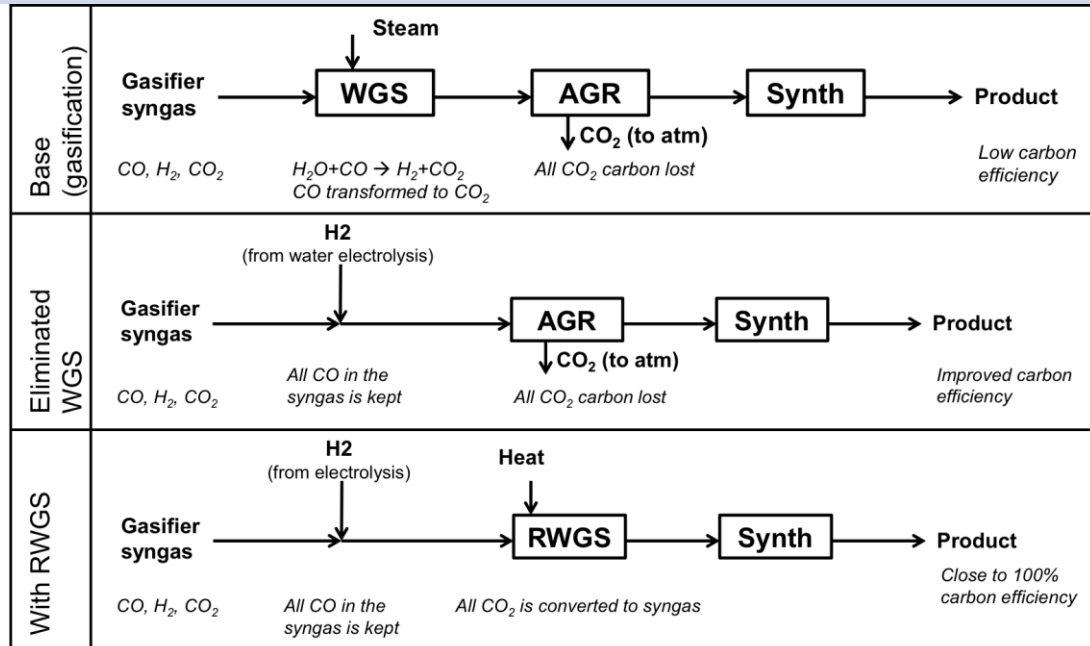 Base
(gasification)
Steam
Gasifier
syngas
WGS
AGR
Synth
Product
CO₂ (to atm)
CO, H₂, CO₂
H₂O+CO → H₂+CO₂
CO transformed to CO₂
All CO₂ carbon lost
Low carbon
efficiency
Eliminated
WGS
H2
(from water electrolysis)
Gasifier
syngas
AGR
Synth
Product
CO₂ (to atm)
CO, H₂, CO₂
All CO in the
syngas is kept
All CO₂ carbon lost
Improved carbon
efficiency
With RWGS
H2
(from electrolysis)
Heat
Gasifier
syngas
RWGS
Synth
Product
CO, H₂, CO₂
All CO in the
syngas is kept
All CO₂ is converted to syngas
Close to 100%
carbon efficiency